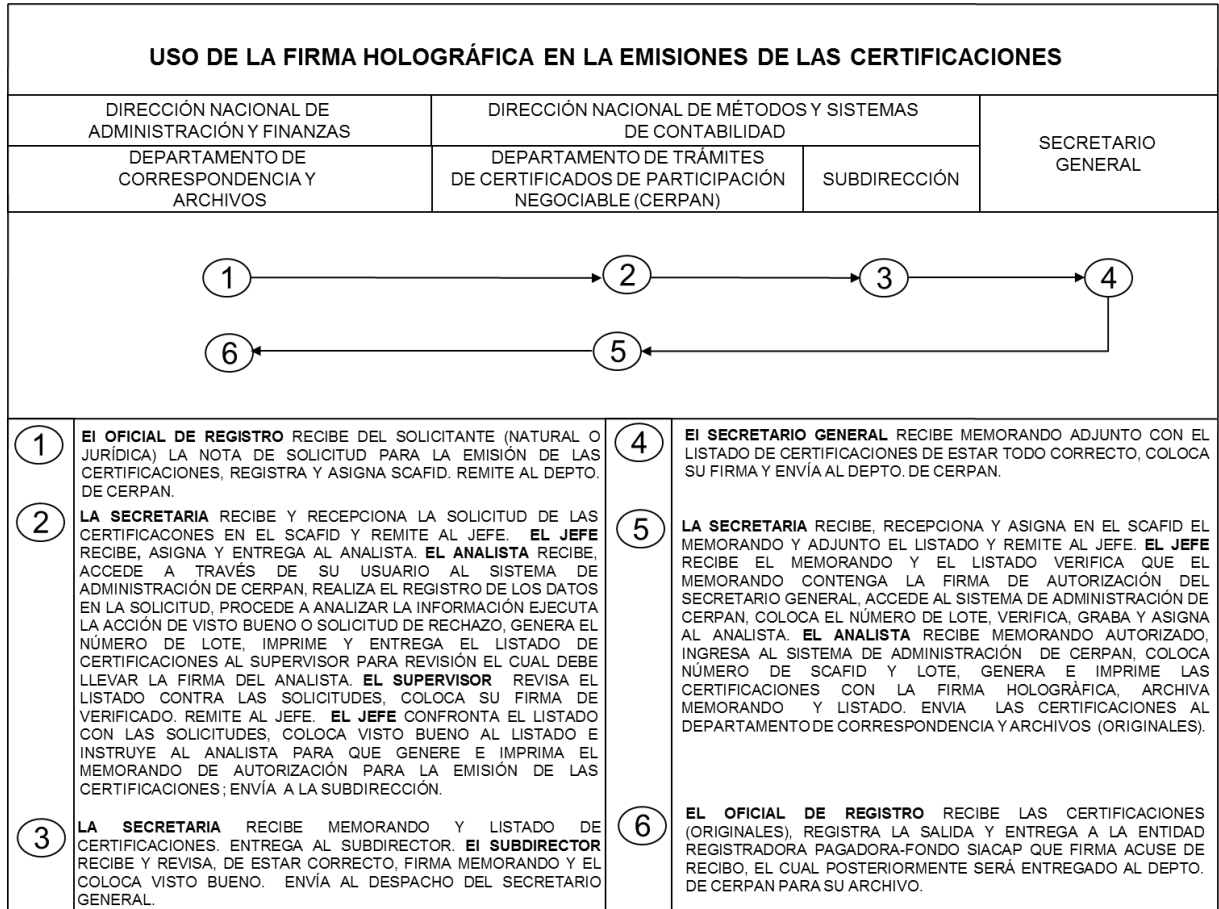 USO DE LA FIRMA HOLOGRÁFICA EN LA EMISIONES DE LAS CERTIFICACIONES
DIRECCIÓN NACIONAL DE
ADMINISTRACIÓN Y FINANZAS
DIRECCIÓN NACIONAL DE MÉTODOS Y SISTEMAS
DE CONTABILIDAD
SECRETARIO
GENERAL
DEPARTAMENTO DE
CORRESPONDENCIA Y
ARCHIVOS
DEPARTAMENTO DE TRÁMITES
DE CERTIFICADOS DE PARTICIPACIÓN
NEGOCIABLE (CERPAN)
SUBDIRECCIÓN
1
2
3
4
6
5
1
El OFICIAL DE REGISTRO RECIBE DEL SOLICITANTE (NATURAL O
JURÍDICA) LA NOTA DE SOLICITUD PARA LA EMISIÓN DE LAS
CERTIFICACIONES, REGISTRA Y ASIGNA SCAFID. REMITE AL DEPTO.
DE CERPAN.
2
LA SECRETARIA RECIBE Y RECEPCIONA LA SOLICITUD DE LAS
CERTIFICACONES EN EL SCAFID Y REMITE AL JEFE. EL JEFE
RECIBE, ASIGNA Y ENTREGA AL ANALISTA. EL ANALISTA RECIBE,
ACCEDE A TRAVÉS DE SU USUARIO AL SISTEMA DE
ADMINISTRACIÓN DE CERPAN, REALIZA EL REGISTRO DE LOS DATOS
EN LA SOLICITUD, PROCEDE A ANALIZAR LA INFORMACIÓN EJECUTA
LA ACCIÓN DE VISTO BUENO O SOLICITUD DE RECHAZO, GENERA EL
NÚMERO DE LOTE, IMPRIME Y ENTREGA EL LISTADO DE
CERTIFICACIONES AL SUPERVISOR PARA REVISIÓN EL CUAL DEBE
LLEVAR LA FIRMA DEL ANALISTA. EL SUPERVISOR REVISA EL
LISTADO CONTRA LAS SOLICITUDES, COLOCA SU FIRMA DE
VERIFICADO. REMITE AL JEFE. EL JEFE CONFRONTA EL LISTADO
CON LAS SOLICITUDES, COLOCA VISTO BUENO AL LISTADO E
INSTRUYE AL ANALISTA PARA QUE GENERE E IMPRIMA EL
MEMORANDO DE AUTORIZACIÓN PARA LA EMISIÓN DE LAS
CERTIFICACIONES; ENVÍA A LA SUBDIRECCIÓN.
3
LA SECRETARIA RECIBE MEMORANDO Y LISTADO DE
CERTIFICACIONES. ENTREGA AL SUBDIRECTOR. El SUBDIRECTOR
RECIBE Y REVISA, DE ESTAR CORRECTO, FIRMA MEMORANDO Y EL
COLOCA VISTO BUENO. ENVÍA AL DESPACHO DEL SECRETARIO
GENERAL.
4
El SECRETARIO GENERAL RECIBE MEMORANDO ADJUNTO CON EL
LISTADO DE CERTIFICACIONES DE ESTAR TODO CORRECTO, COLOCA
SU FIRMA Y ENVÍA AL DEPTO. DE CERPAN.
5
LA SECRETARIA RECIBE, RECEPCIONA Y ASIGNA EN EL SCAFID EL
MEMORANDO Y ADJUNTO EL LISTADO Y REMITE AL JEFE. EL JEFE
RECIBE EL MEMORANDO Y EL LISTADO VERIFICA QUE EL
MEMORANDO CONTENGA LA FIRMA DE AUTORIZACIÓN DEL
SECRETARIO GENERAL, ACCEDE AL SISTEMA DE ADMINISTRACIÓN DE
CERPAN, COLOCA EL NÚMERO DE LOTE, VERIFICA, GRABA Y ASIGNA
AL ANALISTA. EL ANALISTA RECIBE MEMORANDO AUTORIZADO,
INGRESA AL SISTEMA DE ADMINISTRACIÓN DE CERPAN, COLOCA
NÚMERO DE SCAFID Y LOTE, GENERA E IMPRIME LAS
CERTIFICACIONES CON LA FIRMA HOLOGRÀFICA, ARCHIVA
MEMORANDO Y LISTADO. ENVIA LAS CERTIFICACIONES AL
DEPARTAMENTO DE CORRESPONDENCIA Y ARCHIVOS (ORIGINALES).
6
EL OFICIAL DE REGISTRO RECIBE LAS CERTIFICACIONES
(ORIGINALES), REGISTRA LA SALIDA Y ENTREGA A LA ENTIDAD
REGISTRADORA PAGADORA-FONDO SIACAP QUE FIRMA ACUSE DE
RECIBO, EL CUAL POSTERIORMENTE SERÁ ENTREGADO AL DEPTO.
DE CERPAN PARA SU ARCHIVO.